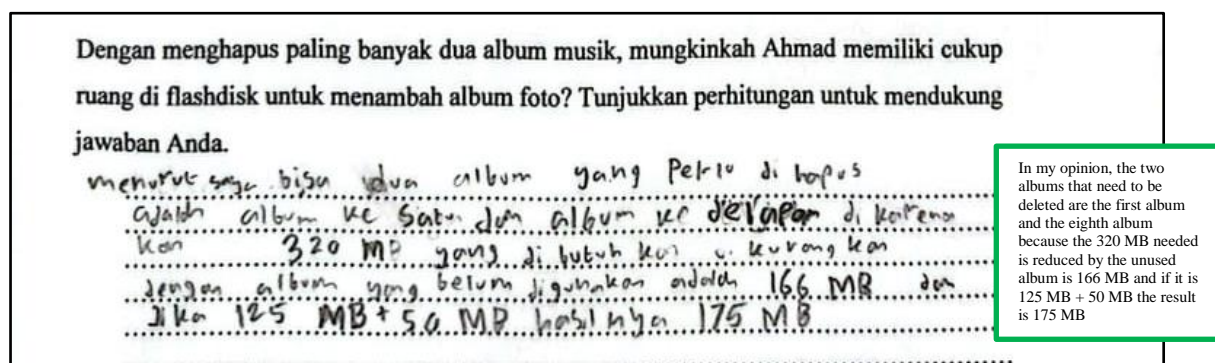 Dengan menghapus paling banyak dua album musik, mungkinkah Ahmad memiliki cukup
ruang di flashdisk untuk menambah album foto? Tunjukkan perhitungan untuk mendukung
jawaban Anda.
menurut saya bisa dua album yang Perlu di hapus
adalah album ke satu dan album ke delapan di karena
kan 320 MB yang di butuh kan di kurang kan
dengan album yang belum digunakan adalah 166 MB dan
Jika 125 MB + 50 MB hasilnya 175 MB
In my opinion, the two
albums that need to be
deleted are the first album
and the eighth album
because the 320 MB needed
is reduced by the unused
album is 166 MB and if it is
125 MB + 50 MB the result
is 175 MB